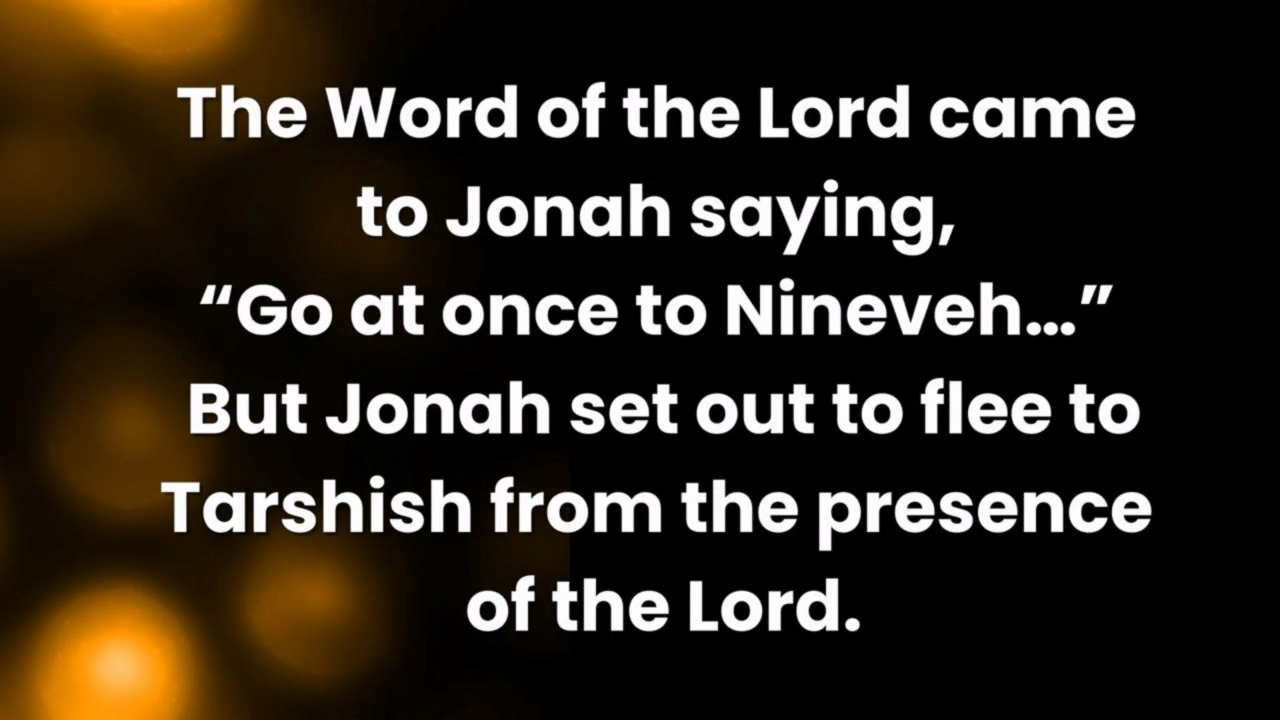 The Word of the Lord came
to Jonah saying,
“Go at once to Nineveh…”
But Jonah set out to flee to
Tarshish from the presence
of the Lord.